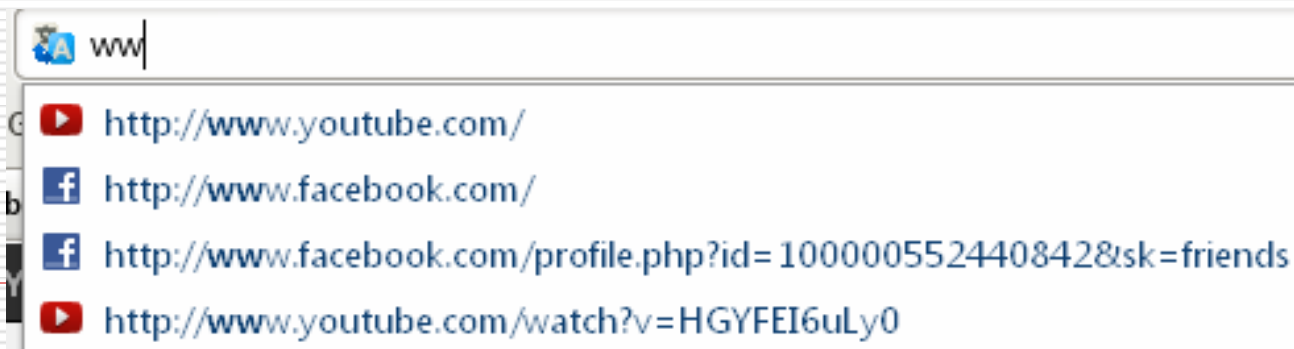 ww
http://www.youtube.com/
http://www.facebook.com/
http://www.facebook.com/profile.php?id=100000552440842&sk=friends
http://www.youtube.com/watch?v=HGYFEI6uLy0